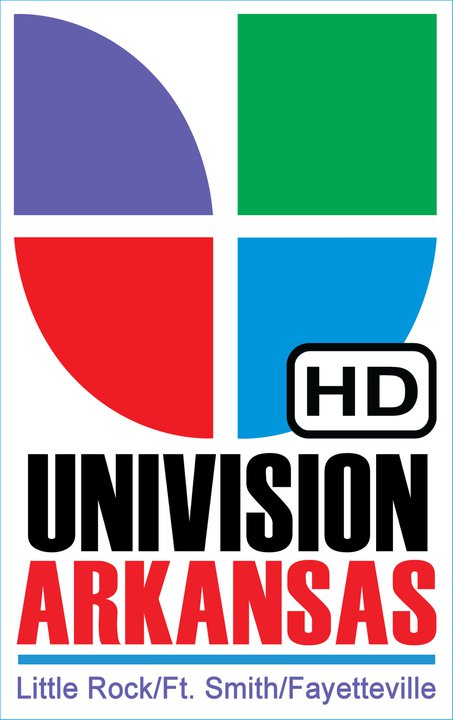 HD
UNIVISION
ARKANSAS
Little Rock/Ft. Smith/Fayetteville